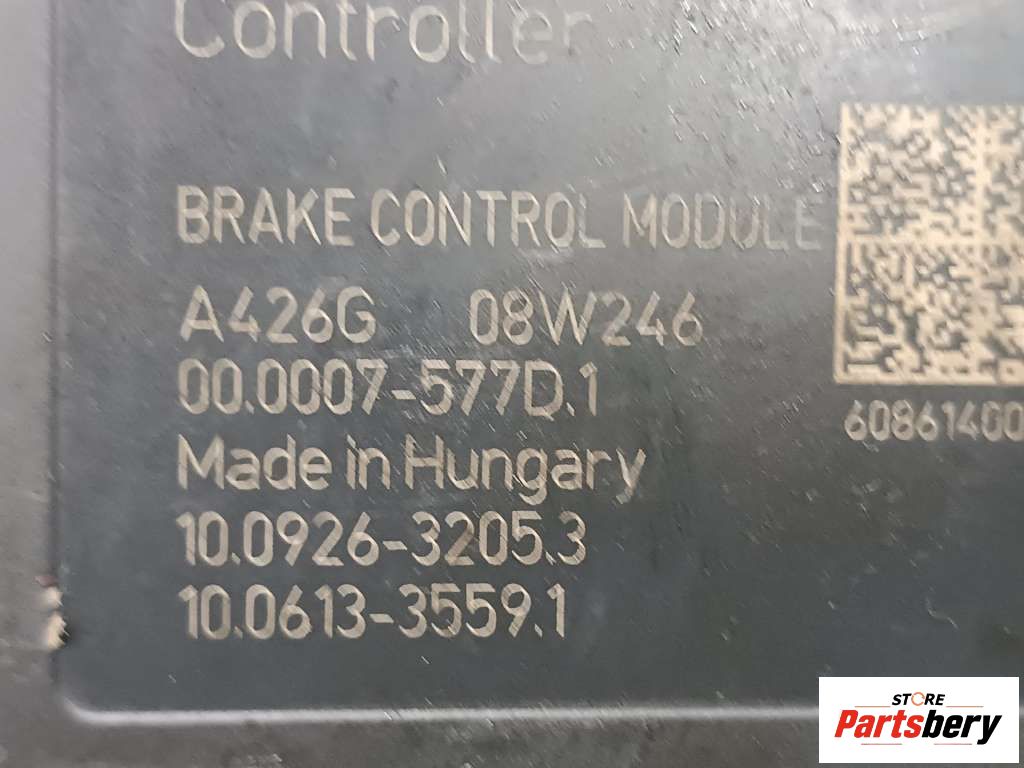 Controller
BRAKE CONTROL MODULE
A426G 08W246
00.0007-577D.1
60861400
Made in Hungary
10.0926-3205.3
10.0613-3559.1
STORE
Partsbery